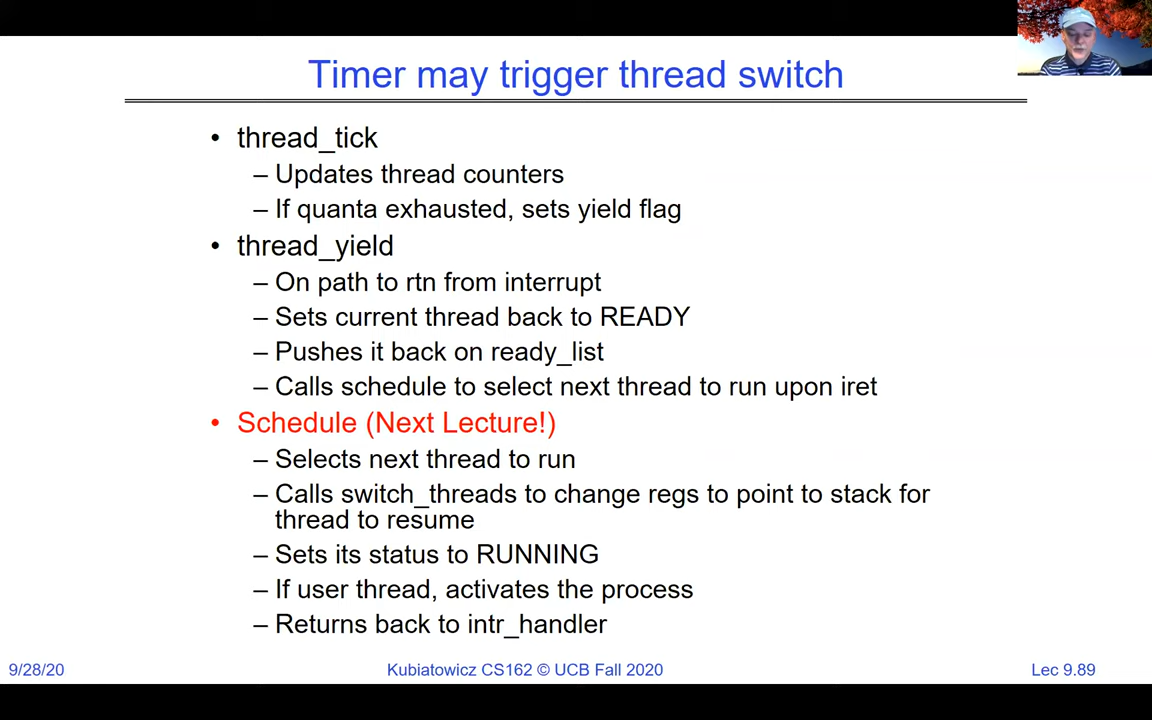 Timer may trigger thread switch
• thread_tick
– Updates thread counters
– If quanta exhausted, sets yield flag
• thread_yield
– On path to rtn from interrupt
– Sets current thread back to READY
– Pushes it back on ready_list
– Calls schedule to select next thread to run upon iret
• Schedule (Next Lecture!)
– Selects next thread to run
– Calls switch_threads to change regs to point to stack for
thread to resume
– Sets its status to RUNNING
– If user thread, activates the process
– Returns back to intr_handler
9/28/20
Kubiatowicz CS162 © UCB Fall 2020
Lec 9.89